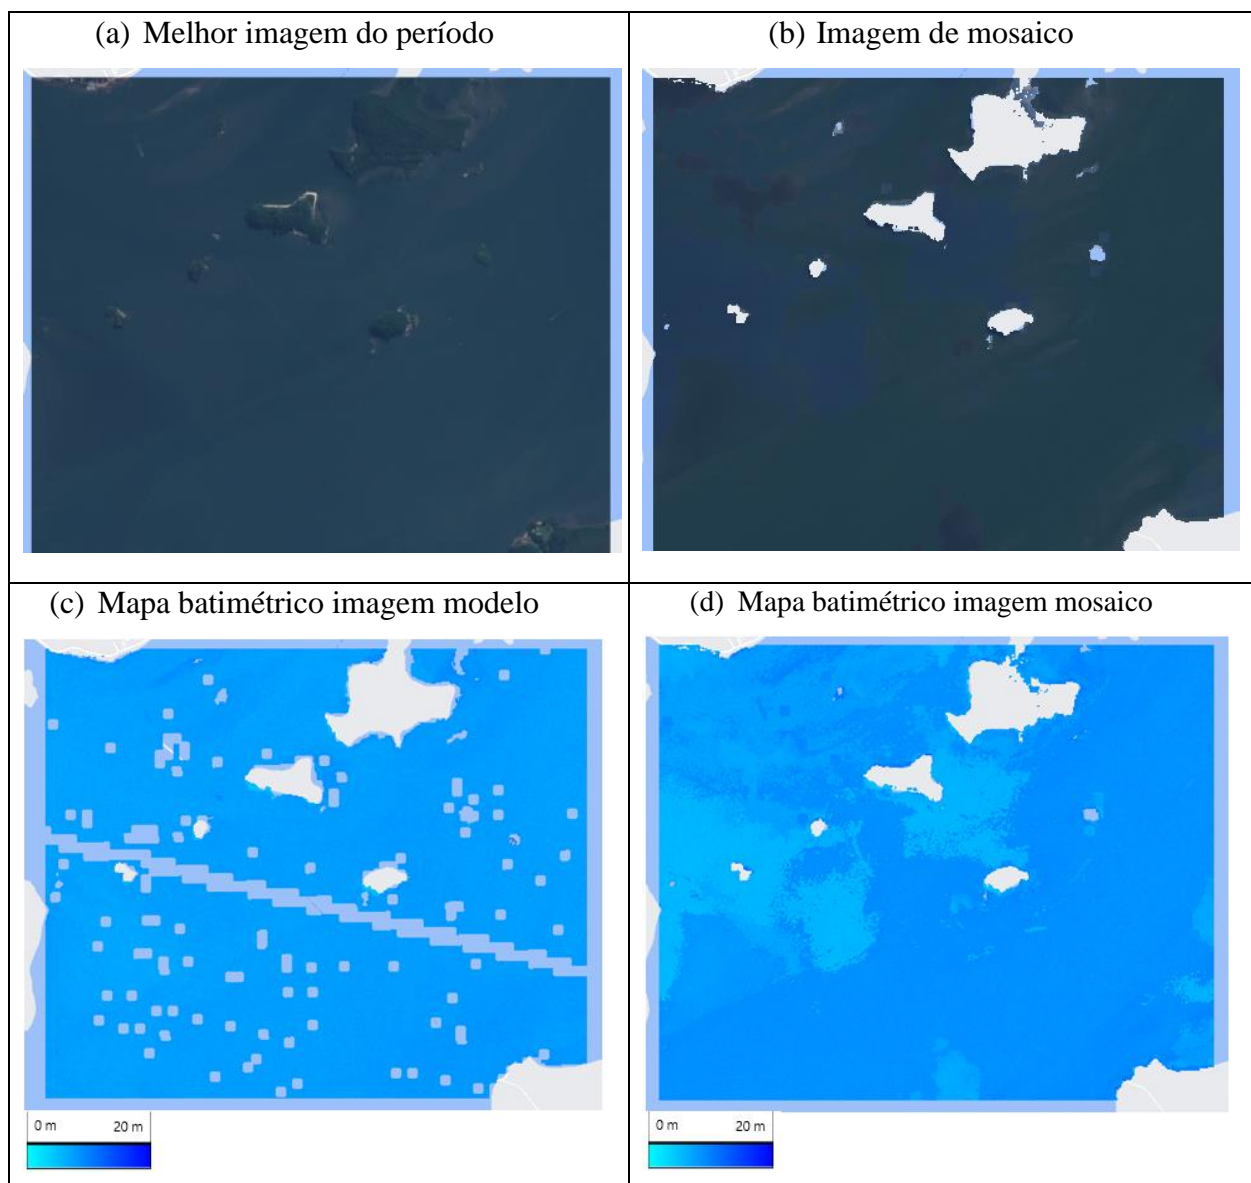 (a) Melhor imagem do período
(b) Imagem de mosaico
(c) Mapa batimétrico imagem modelo
(d) Mapa batimétrico imagem mosaico
0 m 20 m
0 m 20 m